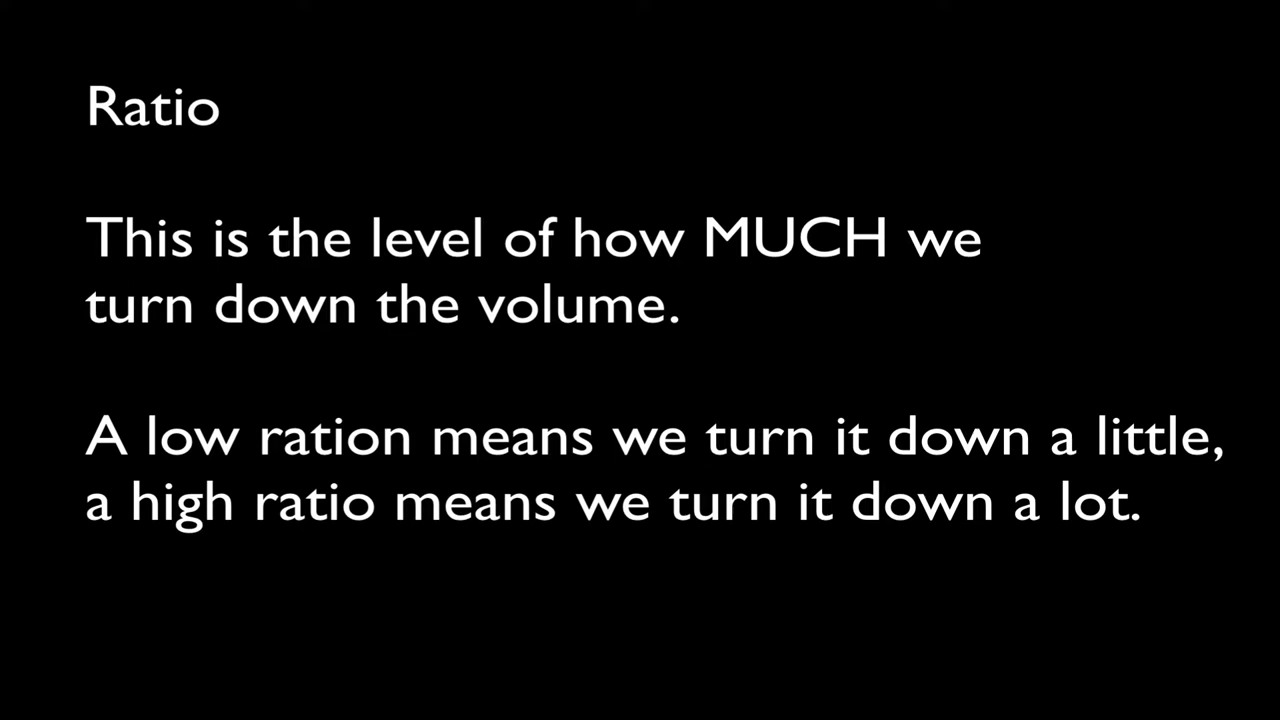 Ratio
This is the level of how MUCH we
turn down the volume.
A low ration means we turn it down a little,
a high ratio means we turn it down a lot.